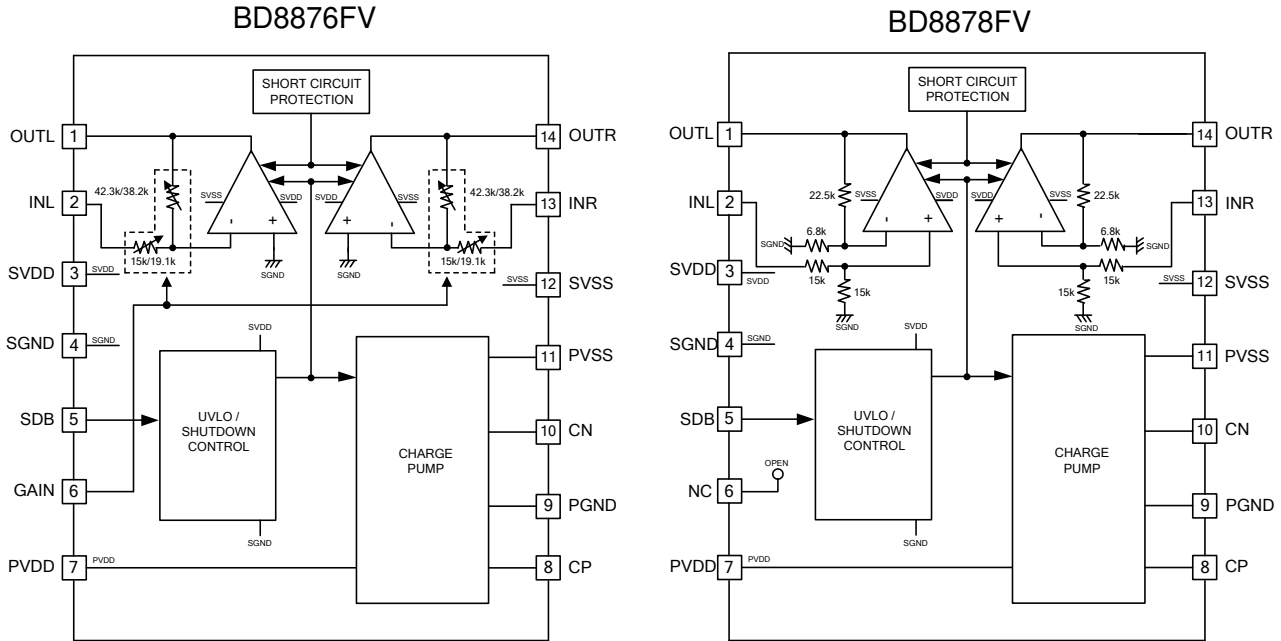 BD8876FV
SHORT CIRCUIT
PROTECTION
OUTL 1
14 OUTR
42.3k/38.2k
42.3k/38.2k
SVSS
SVDD
SVDD
SVSS
INL 2
13 INR
- +
+ -
15k/19.1k
15k/19.1k
SGND
SGND
SVDD 3 SVDD
SVSS 12 SVSS
SGND 4 SGND
SVDD
11 PVSS
SDB 5
UVLO /
SHUTDOWN
CONTROL
10 CN
CHARGE
PUMP
GAIN 6
9 PGND
SGND
PVDD 7 PVDD
8 CP
BD8878FV
SHORT CIRCUIT
PROTECTION
OUTL 1
14 OUTR
22.5k
22.5k
SVSS
SVDD
SVDD
SVSS
INL 2
13 INR
- +
+ -
6.8k
6.8k
SGND
SGND
15k
15k
SVDD 3 SVDD
SVSS 12 SVSS
15k
15k
SGND
SGND
SGND 4 SGND
SVDD
11 PVSS
SDB 5
UVLO /
SHUTDOWN
CONTROL
10 CN
CHARGE
PUMP
OPEN
NC 6
9 PGND
SGND
PVDD 7 PVDD
8 CP